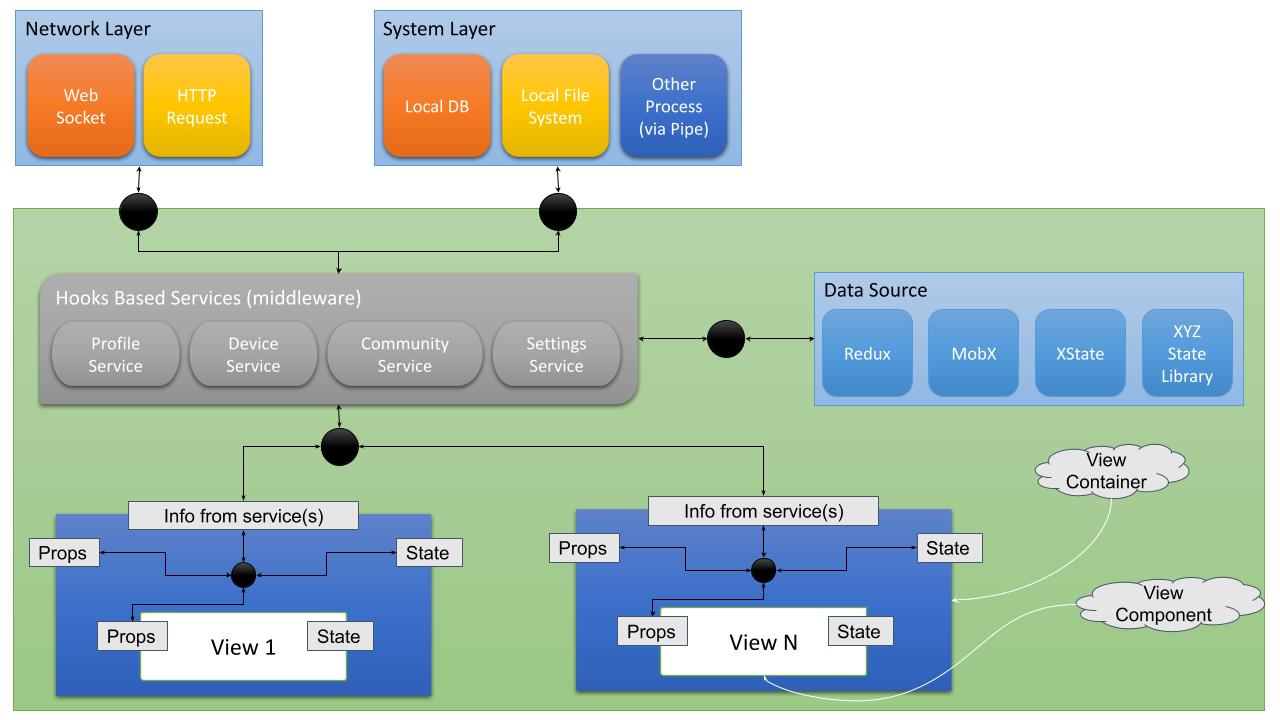 Network Layer
Web
Socket
HTTP
Request
System Layer
Local DB
Local File
System
Other
Process
(via Pipe)
Hooks Based Services (middleware)
Profile
Service
Device
Service
Community
Service
Settings
Service
Data Source
Redux
MobX
XState
XYZ
State
Library
View
Container
View
Component
Info from service(s)
Props
State
Props
View 1
State
Info from service(s)
Props
State
Props
View N
State